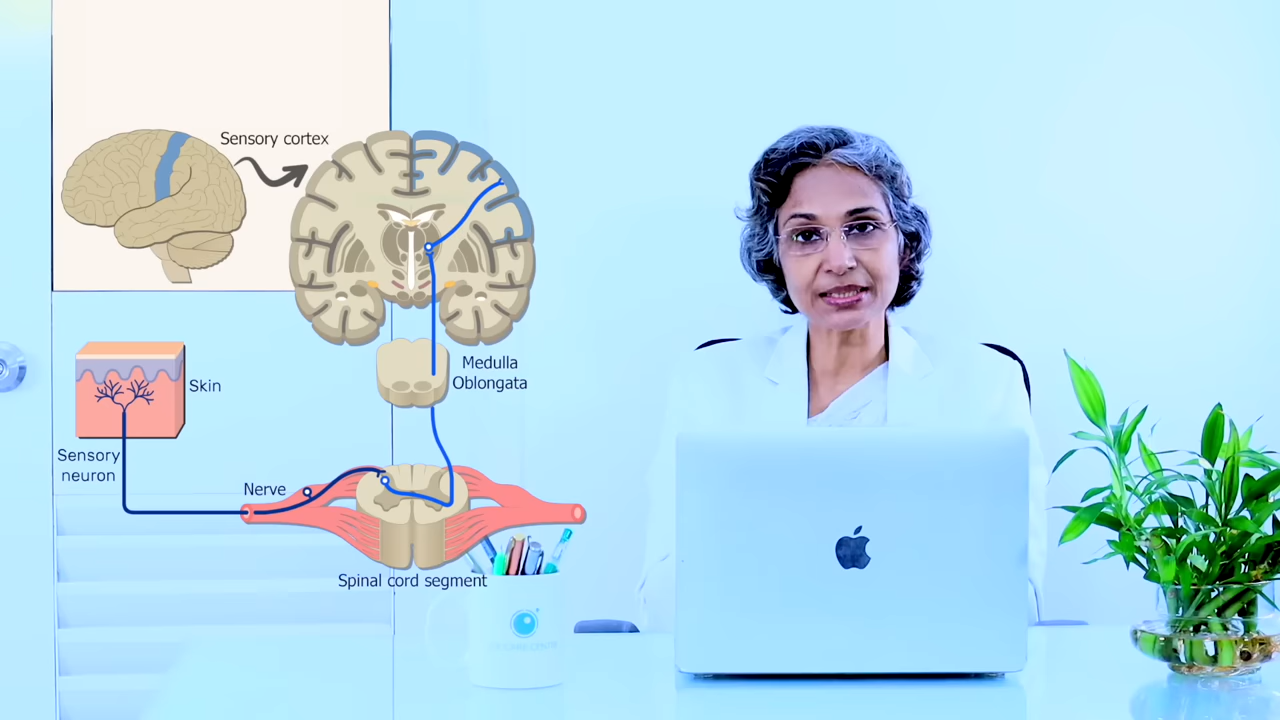 Sensory cortex
Medulla
Oblongata
Skin
Sensory
neuron
Nerve
Spinal cord segment